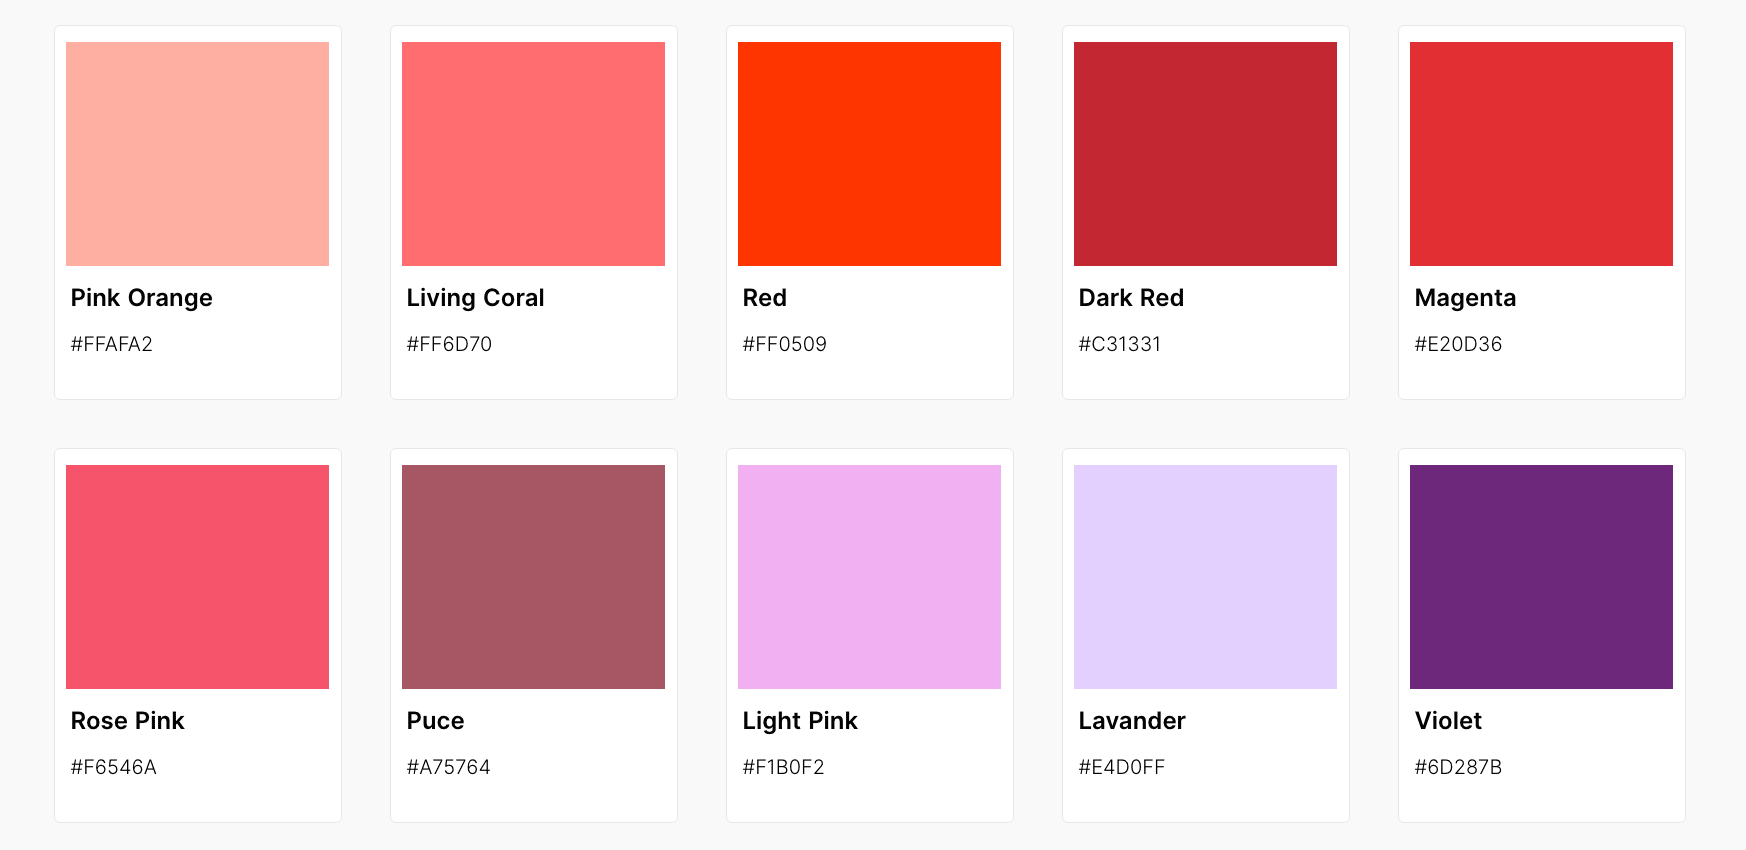 Pink Orange
#FFAFA2
Living Coral
#FF6D70
Red
#FF0509
Dark Red
#C31331
Magenta
#E20D36
Rose Pink
#F6546A
Puce
#A75764
Light Pink
#F1B0F2
Lavander
#E4D0FF
Violet
#6D287B